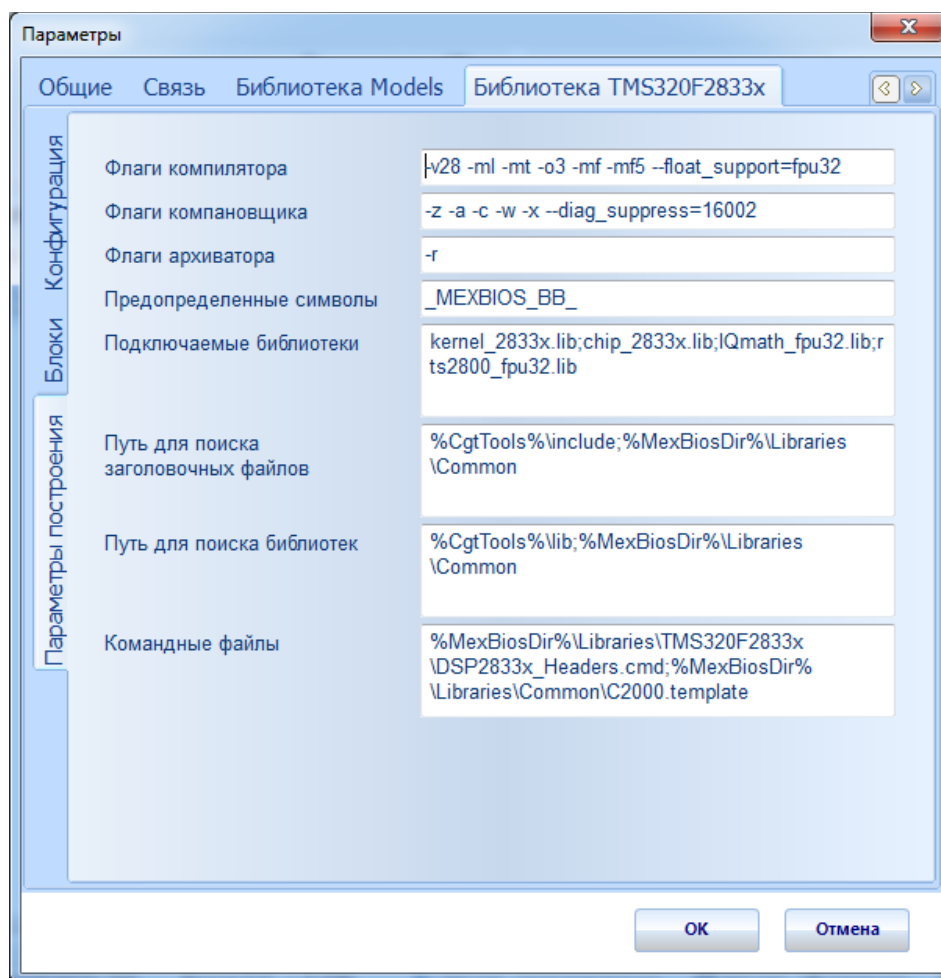 Параметры
Общие
Связь
Библиотека Models
Библиотека TMS320F2833x
Конфигурация
Блоки
Параметры построения
Флаги компилятора
-v28 -ml -mt -o3 -mf -mf5 --float_support=fpu32
Флаги компановщика
-z -a -c -w -x --diag_suppress=16002
Флаги архиватора
-r
Предопределенные символы
_MEXBIOS_BB_
Подключаемые библиотеки
kernel_2833x.lib;chip_2833x.lib;IQmath_fpu32.lib;r
ts2800_fpu32.lib
Путь для поиска
заголовочных файлов
%CgtTools%\include;%MexBiosDir%\Libraries
\Common
Путь для поиска библиотек
%CgtTools%\lib;%MexBiosDir%\Libraries
\Common
Командные файлы
%MexBiosDir%\Libraries\TMS320F2833x
\DSP2833x_Headers.cmd;%MexBiosDir%
\Libraries\Common\C2000.template
OK
Отмена